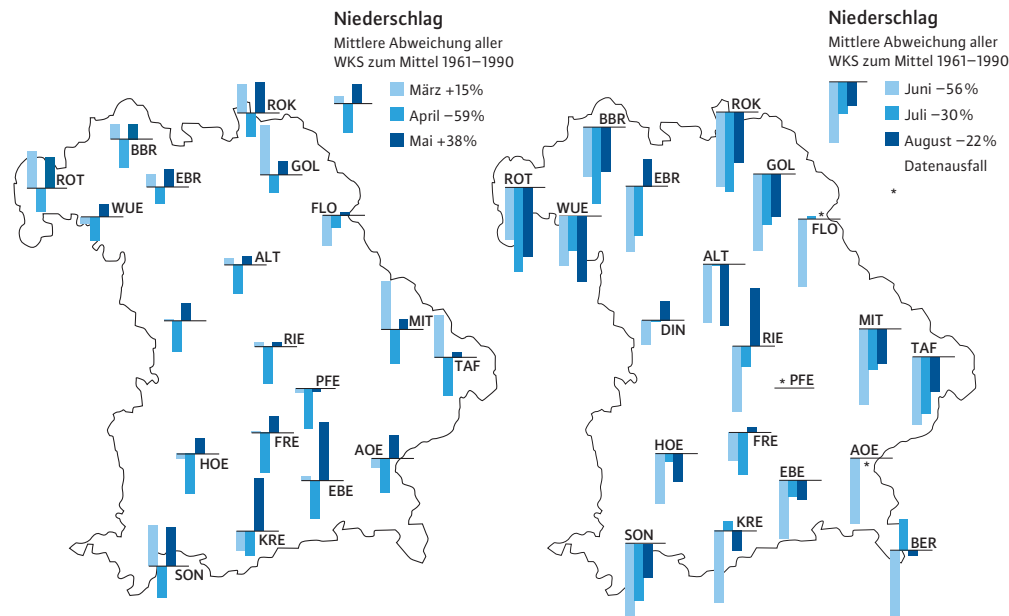 Niederschlag
Mittlere Abweichung aller
WKS zum Mittel 1961–1990
März +15%
April –59%
Mai +38%
ROK
BBR
GOL
ROT
EBR
WUE
FLO
ALT
MIT
RIE
TAF
PFE
FRE
AOE
HOE
EBE
KRE
SON
Niederschlag
Mittlere Abweichung aller
WKS zum Mittel 1961–1990
Juni –56%
Juli –30%
August –22%
Datenausfall
*
ROK
BBR
GOL
EBR
ROT
WUE
*
FLO
ALT
DIN
MIT
RIE
TAF
* PFE
FRE
HOE
AOE
*
EBE
KRE
SON
BER